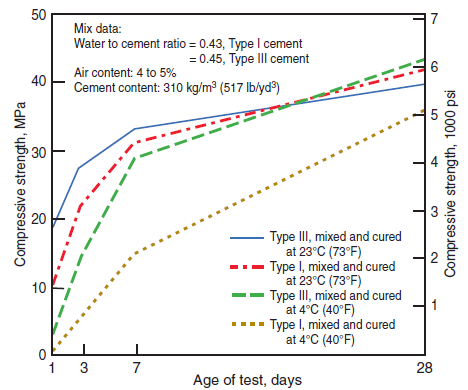 50
40
30
20
10
0
Compressive strength, MPa
Mix data:
Water to cement ratio = 0.43, Type I cement
= 0.45, Type III cement
Air content: 4 to 5%
Cement content: 310 kg/m³ (517 lb/yd³)
7
6
5
4
3
2
1
Compressive strength, 1000 psi
Type III, mixed and cured
at 23°C (73°F)
Type I, mixed and cured
at 23°C (73°F)
Type III, mixed and cured
at 4°C (40°F)
Type I, mixed and cured
at 4°C (40°F)
1 3 7 28
Age of test, days